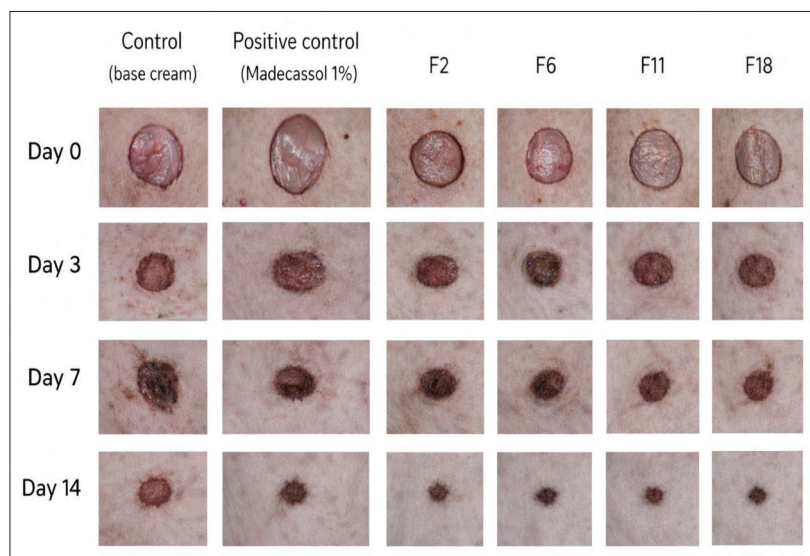 Control
(base cream)
Positive control
(Madecassol 1%)
F2
F6
F11
F18
Day 0
Day 3
Day 7
Day 14